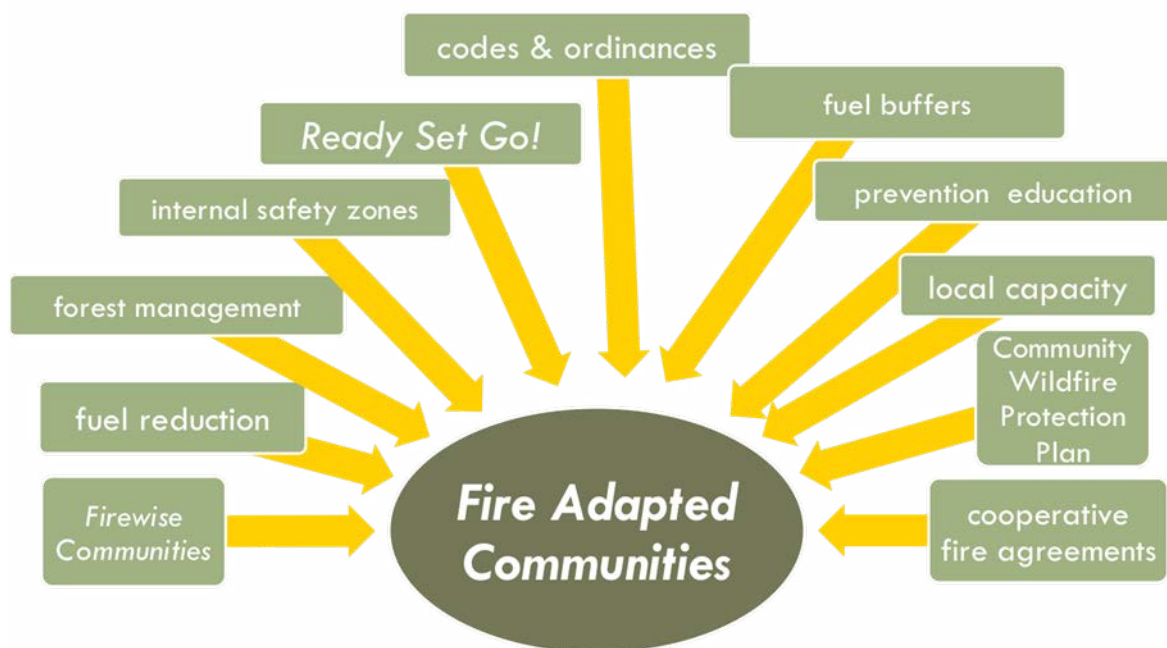 codes & ordinances
fuel buffers
Ready Set Go!
prevention education
internal safety zones
local capacity
forest management
Community
Wildfire
Protection
Plan
fuel reduction
Firewise
Communities
Fire Adapted
Communities
cooperative
fire agreements